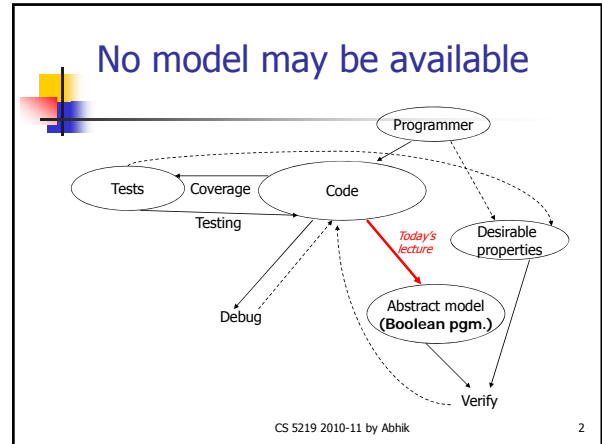 No model may be available
Programmer
Tests
Coverage
Code
Testing
Today's
lecture
Desirable
properties
Abstract model
(Boolean pgm.)
Debug
Verify
CS 5219 2010-11 by Abhik
2